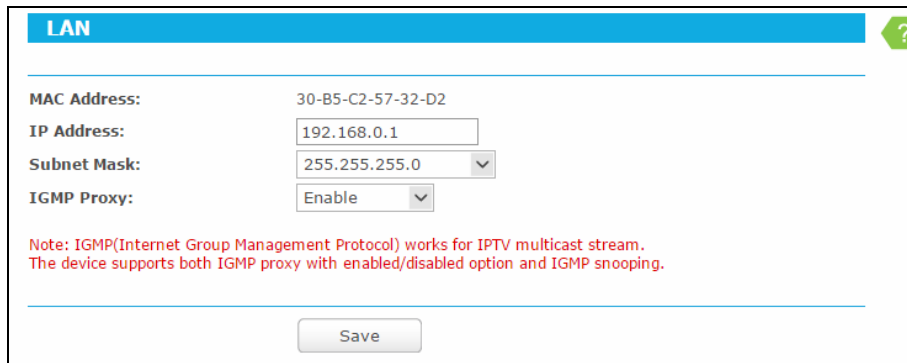 LAN
?
MAC Address: 30-B5-C2-57-32-D2
IP Address: 192.168.0.1
Subnet Mask: 255.255.255.0
IGMP Proxy: Enable
Note: IGMP(Internet Group Management Protocol) works for IPTV multicast stream.
The device supports both IGMP proxy with enabled/disabled option and IGMP snooping.
Save